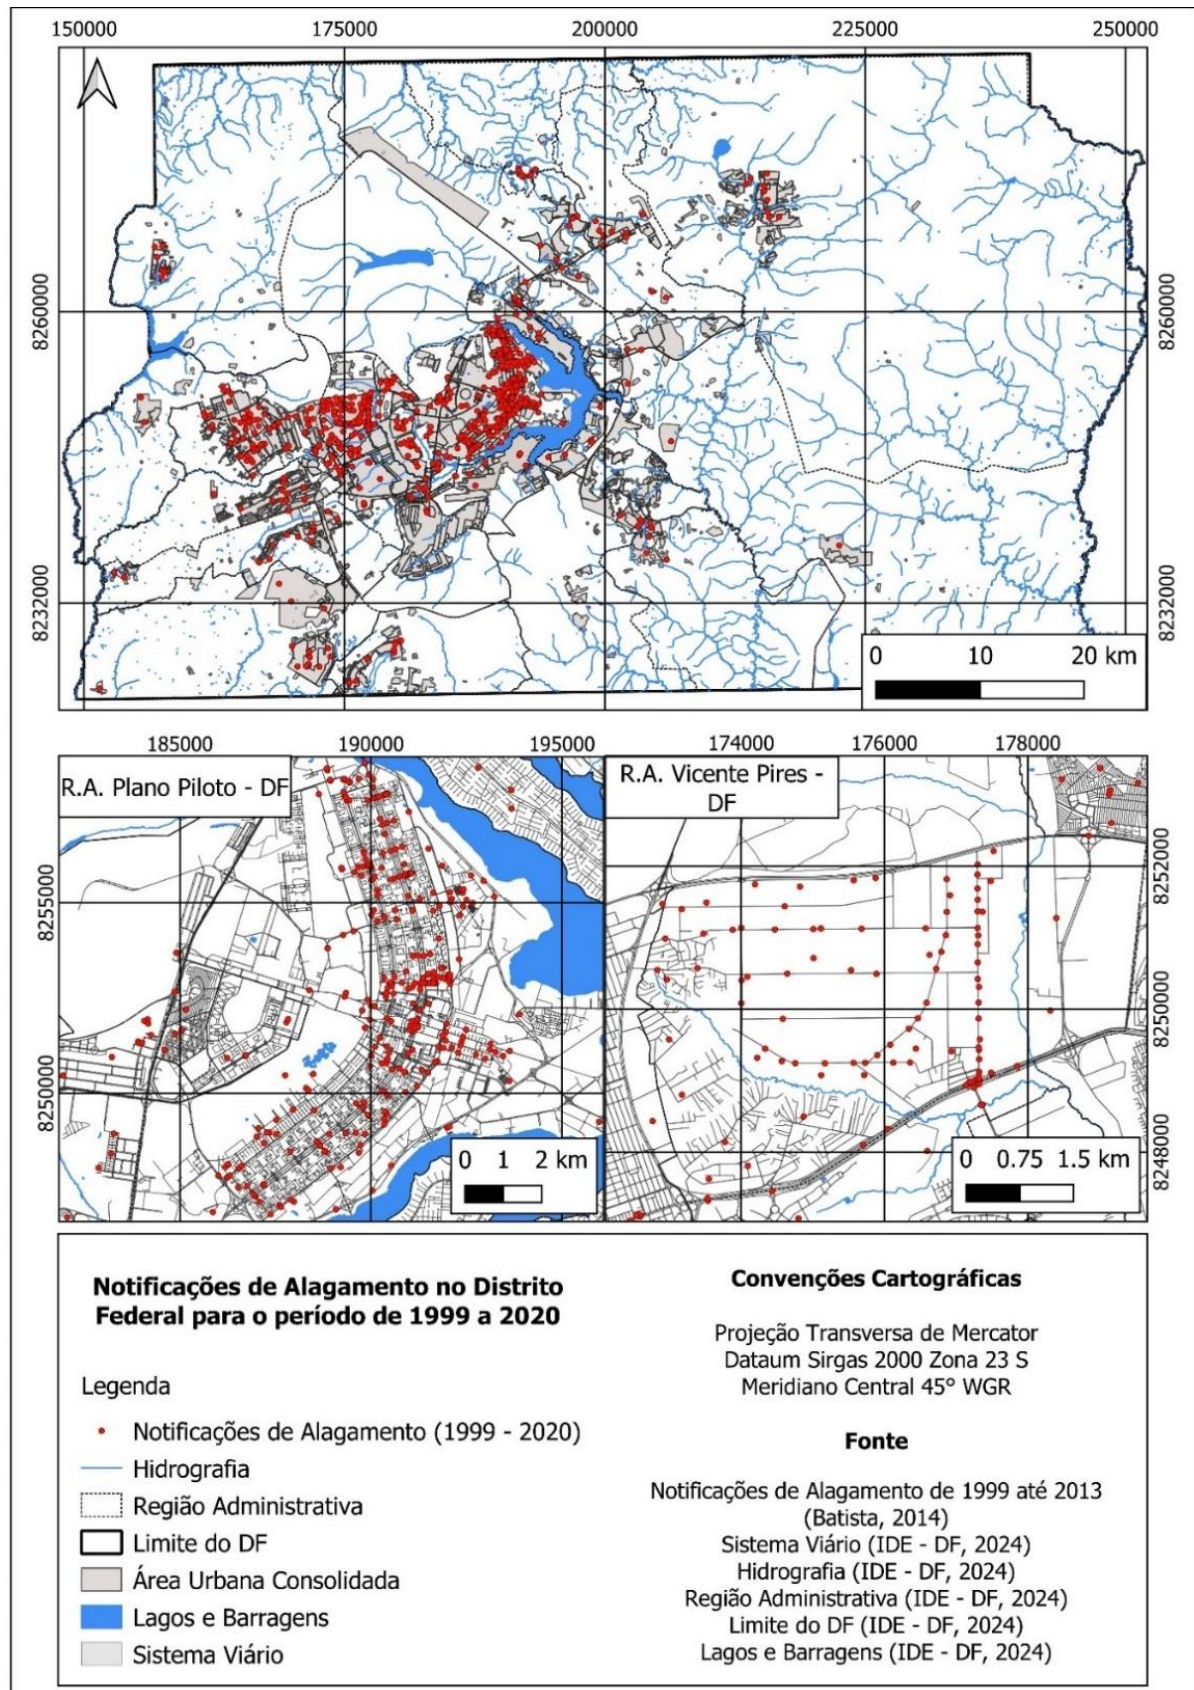 150000 175000 200000 225000 250000
8260000
8260000
8232000
8232000
0 10 20 km
185000 190000 195000 174000 176000 178000
R.A. Plano Piloto - DF
R.A. Vicente Pires -
DF
8255000
8250000
8252000
8250000
8248000
0 1 2 km
0 0.75 1.5 km
Notificações de Alagamento no Distrito
Federal para o período de 1999 a 2020
Legenda
Notificações de Alagamento (1999 - 2020)
Hidrografia
Região Administrativa
Limite do DF
Área Urbana Consolidada
Lagos e Barragens
Sistema Viário
Convenções Cartográficas
Projeção Transversa de Mercator
Dataum Sirgas 2000 Zona 23 S
Meridiano Central 45° WGR
Fonte
Notificações de Alagamento de 1999 até 2013
(Batista, 2014)
Sistema Viário (IDE - DF, 2024)
Hidrografia (IDE - DF, 2024)
Região Administrativa (IDE - DF, 2024)
Limite do DF (IDE - DF, 2024)
Lagos e Barragens (IDE - DF, 2024)